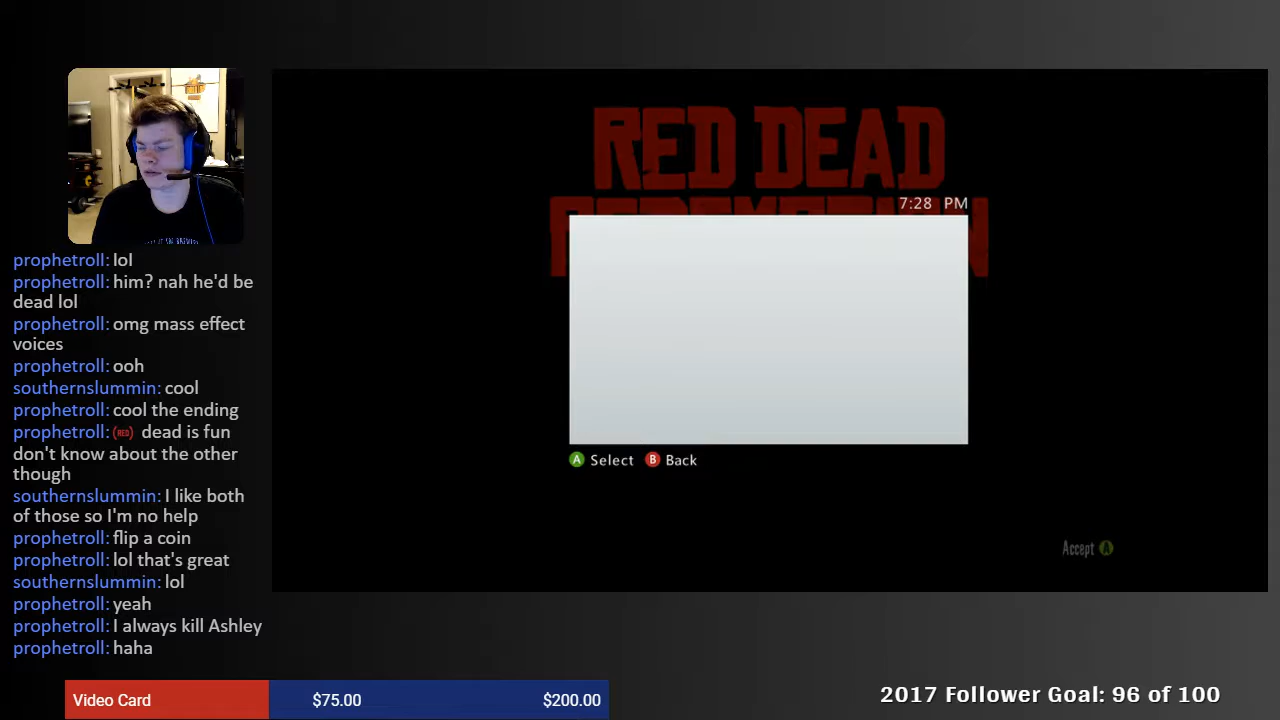 RED DEAD
REDEMPTION
7:28 PM
A Select B Back
Accept A
prophetroll: lol
prophetroll: him? nah he'd be
dead lol
prophetroll: omg mass effect
voices
prophetroll: ooh
southernslummin: cool
prophetroll: cool the ending
prophetroll: (RED) dead is fun
don't know about the other
though
southernslummin: I like both
of those so I'm no help
prophetroll: flip a coin
prophetroll: lol that's great
southernslummin: lol
prophetroll: yeah
prophetroll: I always kill Ashley
prophetroll: haha
Video Card $75.00 $200.00
2017 Follower Goal: 96 of 100